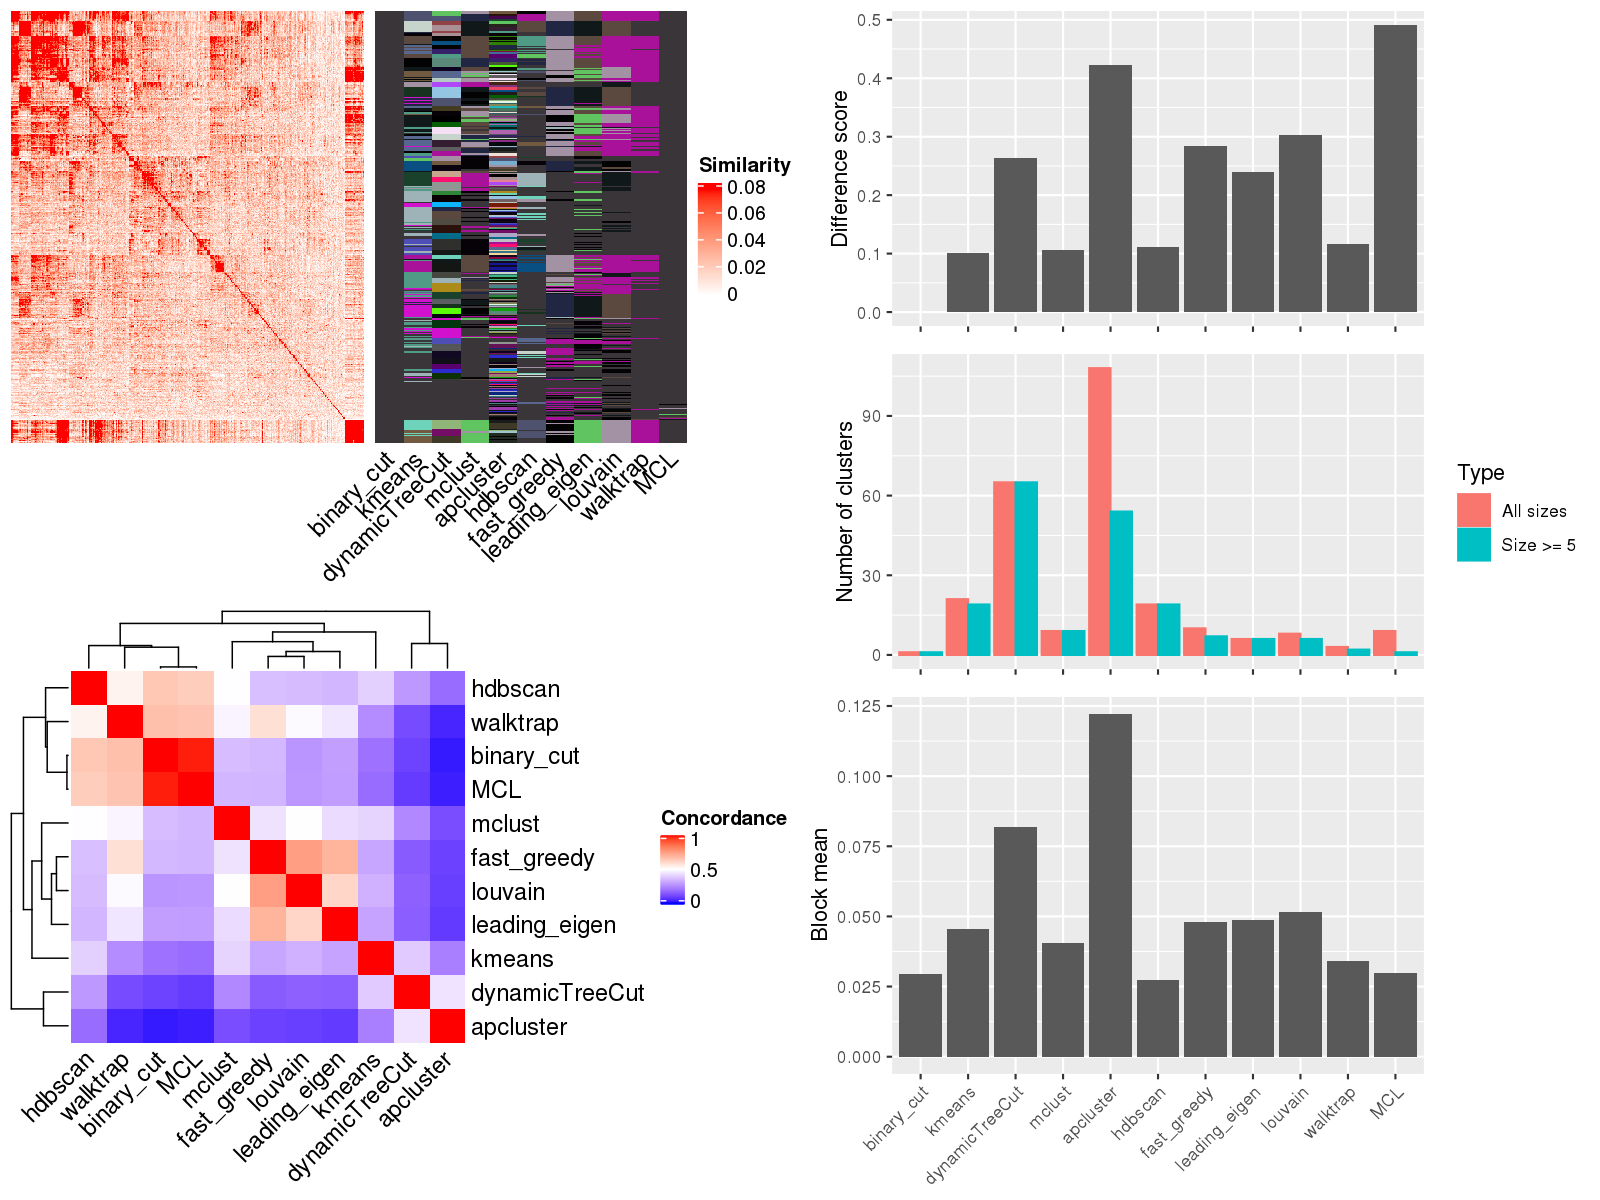 Similarity
0.08
0.06
0.04
0.02
0
binary_cut
kmeans
dynamicTreeCut
mclust
apcluster
hdbscan
fast_greedy
leading_eigen
louvain
walktrap
MCL
hdbscan
walktrap
binary_cut
MCL
mclust
fast_greedy
louvain
leading_eigen
kmeans
dynamicTreeCut
apcluster
hdbscan
walktrap
binary_cut
MCL
mclust
fast_greedy
louvain
leading_eigen
kmeans
dynamicTreeCut
apcluster
Concordance
1
0.5
0
Difference score
0.5
0.4
0.3
0.2
0.1
0.0
Number of clusters
90
60
30
0
Type
All sizes
Size >= 5
Block mean
0.125
0.100
0.075
0.050
0.025
0.000
binary_cut
kmeans
dynamicTreeCut
mclust
apcluster
hdbscan
fast_greedy
leading_eigen
louvain
walktrap
MCL